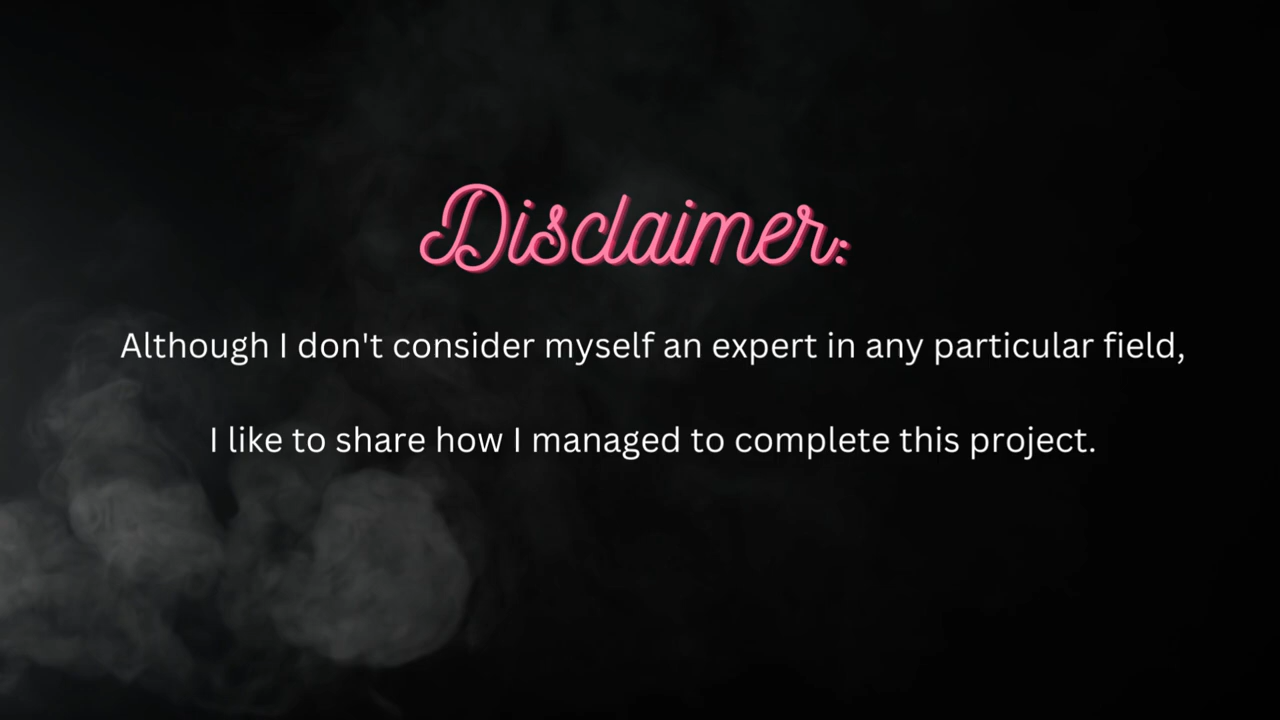 Disclaimer:
Although I don't consider myself an expert in any particular field,
I like to share how I managed to complete this project.